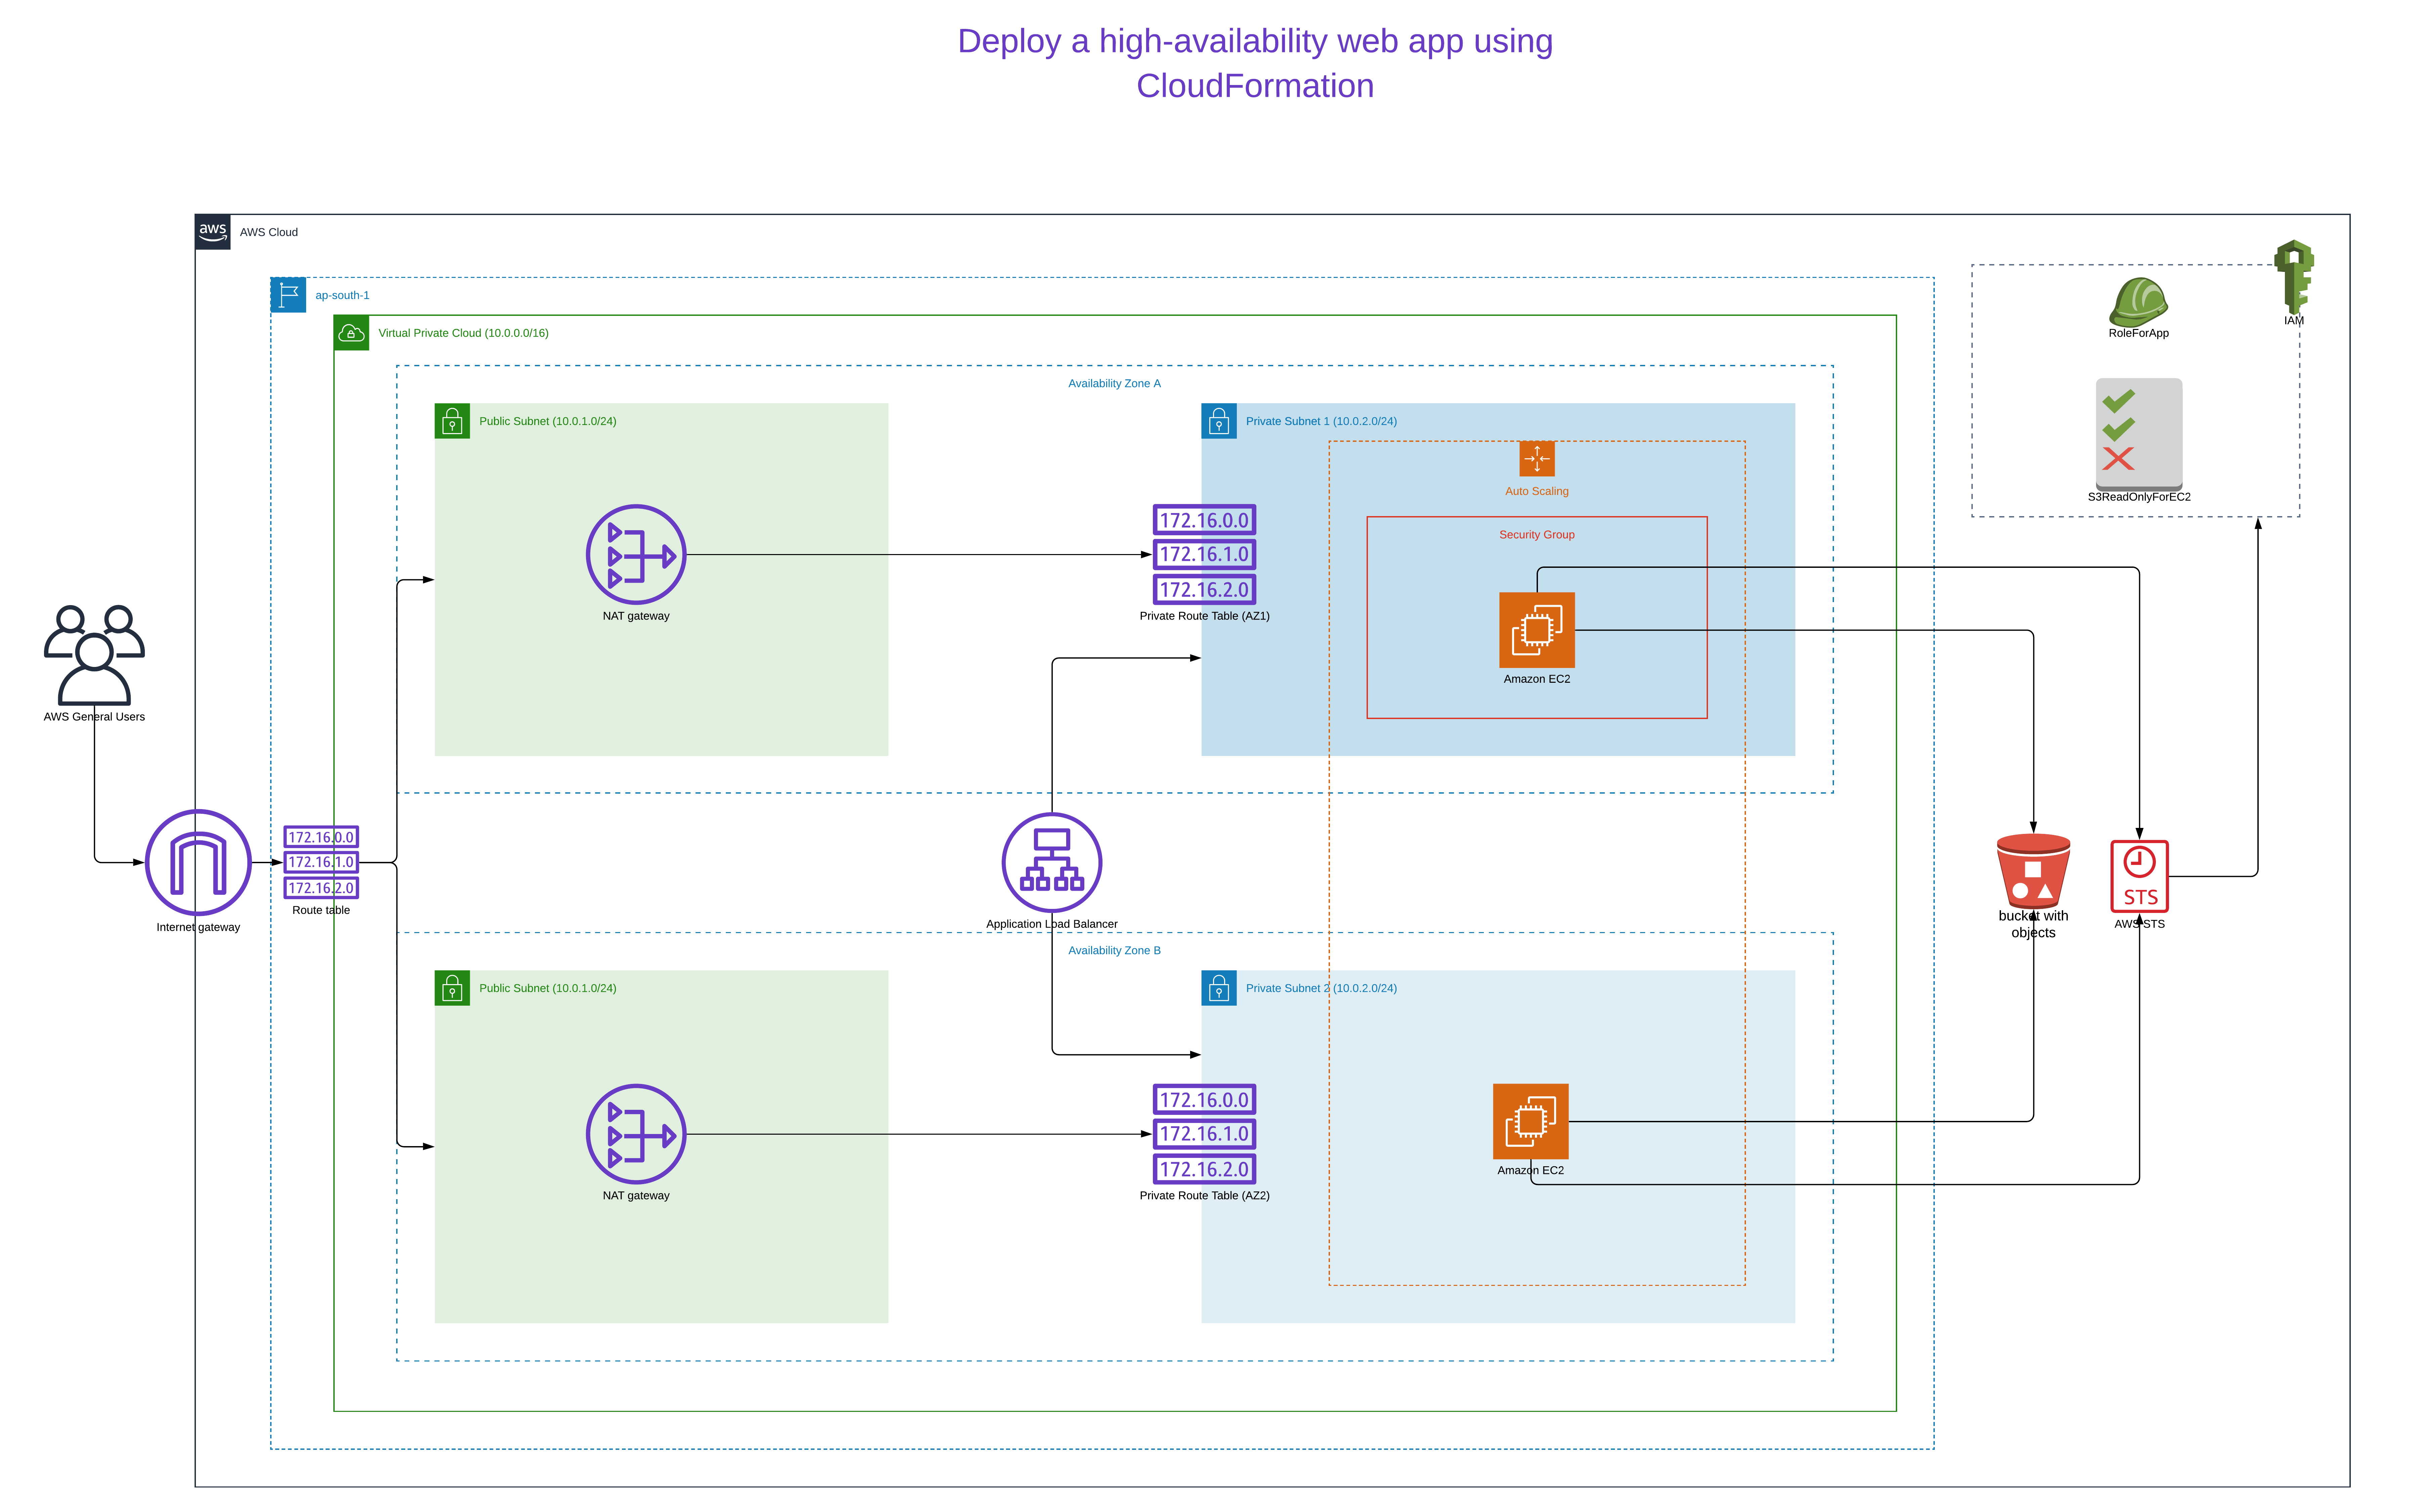 Deploy a high-availability web app using
CloudFormation
aws
AWS Cloud
ap-south-1
Virtual Private Cloud (10.0.0.0/16)
IAM
RoleForApp
S3ReadOnlyForEC2
Availability Zone A
Public Subnet (10.0.1.0/24)
NAT gateway
Private Subnet 1 (10.0.2.0/24)
Auto Scaling
Security Group
172.16.0.0
172.16.1.0
172.16.2.0
Private Route Table (AZ1)
Amazon EC2
AWS General Users
Internet gateway
172.16.0.0
172.16.1.0
172.16.2.0
Route table
Application Load Balancer
bucket with
objects
STS
AWS STS
Availability Zone B
Public Subnet (10.0.1.0/24)
NAT gateway
Private Subnet 2 (10.0.2.0/24)
172.16.0.0
172.16.1.0
172.16.2.0
Private Route Table (AZ2)
Amazon EC2